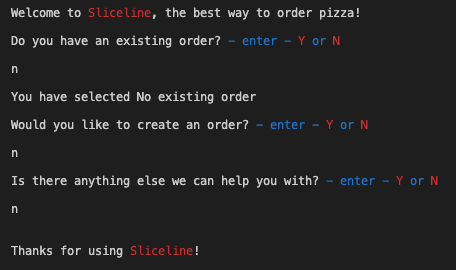 Welcome to Sliceline, the best way to order pizza!
Do you have an existing order? - enter - Y or N
n
You have selected No existing order
Would you like to create an order? - enter - Y or N
n
Is there anything else we can help you with? - enter - Y or N
n
Thanks for using Sliceline!